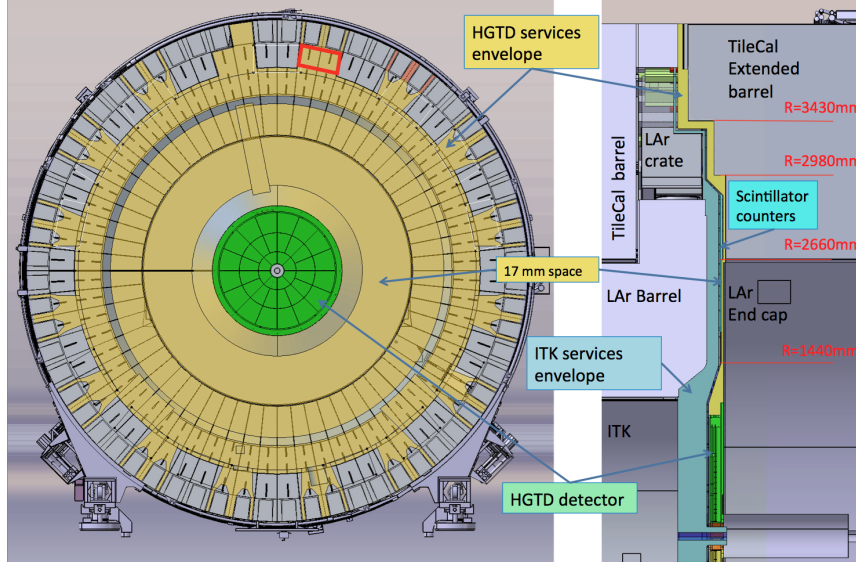 HGTD services
envelope
TileCal
Extended
barrel
R=3430mm
LAr
crate
TileCal barrel
R=2980mm
Scintillator
counters
R=2660mm
17 mm space
LAr Barrel
LAr
End cap
ITK services
envelope
R=1440mm
ITK
HGTD detector